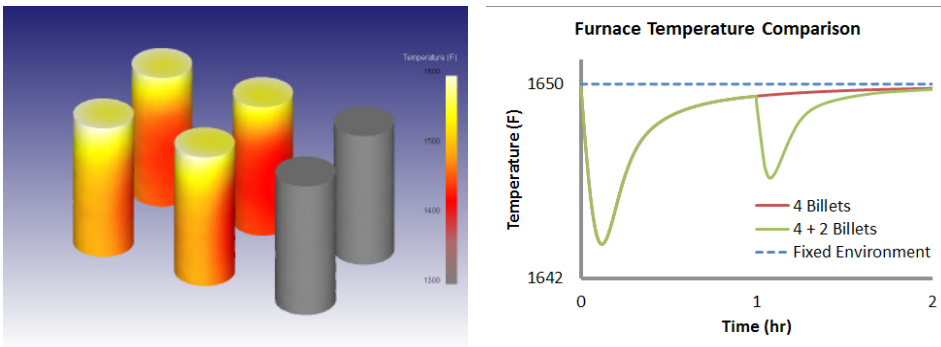 Temperature (F)
1600
1500
1400
1300
Furnace Temperature Comparison
1650
1642
Temperature (F)
0
1
2
Time (hr)
4 Billets
4 + 2 Billets
Fixed Environment